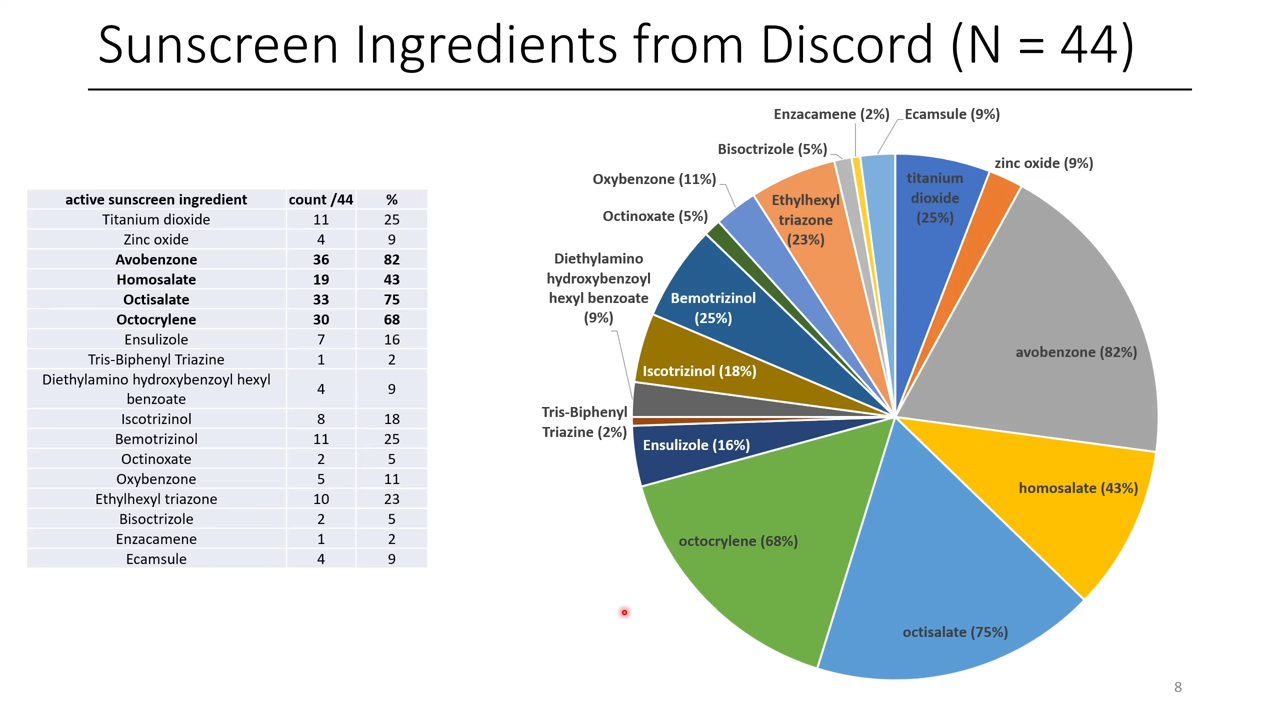 Sunscreen Ingredients from Discord (N = 44)
active sunscreen ingredient count /44 %
Titanium dioxide 11 25
Zinc oxide 4 9
Avobenzone 36 82
Homosalate 19 43
Octisalate 33 75
Octocrylene 30 68
Ensulizole 7 16
Tris-Biphenyl Triazine 1 2
Diethylamino hydroxybenzoyl hexyl
benzoate 4 9
Iscotrizinol 8 18
Bemotrizinol 11 25
Octinoxate 2 5
Oxybenzone 5 11
Ethylhexyl triazone 10 23
Bisoctrizole 2 5
Enzacamene 1 2
Ecamsule 4 9
Enzacamene (2%)
Ecamsule (9%)
Bisoctrizole (5%)
zinc oxide (9%)
Oxybenzone (11%)
titanium
dioxide
(25%)
Ethylhexyl
triazone
(23%)
Octinoxate (5%)
Diethylamino
hydroxybenzoyl
hexyl benzoate
(9%)
Bemotrizinol
(25%)
avobenzone (82%)
Iscotrizinol (18%)
Tris-Biphenyl
Triazine (2%)
Ensulizole (16%)
homosalate (43%)
octocrylene (68%)
octisalate (75%)
8